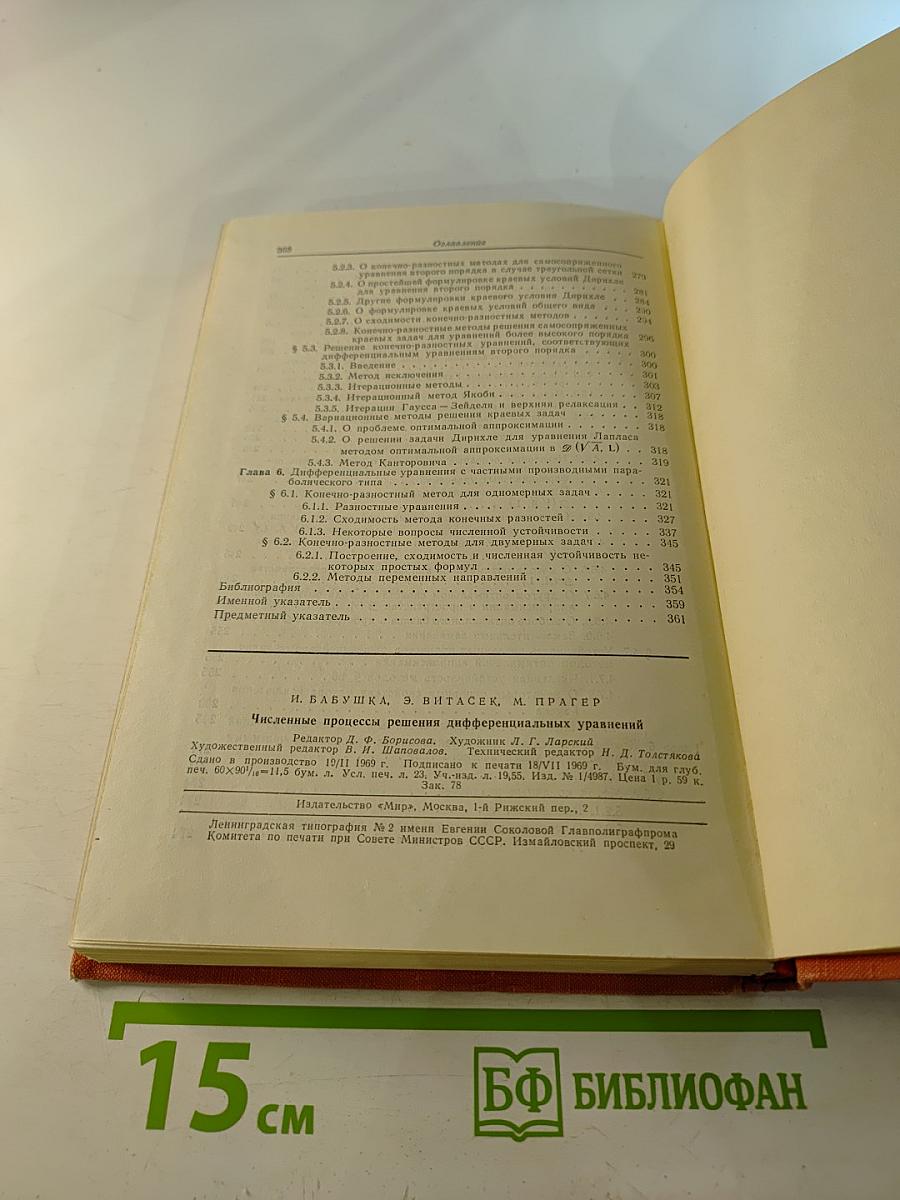 368 Оглавление
5.2.3. О конечно-разностных методах для самосопряженного
уравнения второго порядка в случае треугольной сетки 279
5.2.4. О простейшей формулировке краевых условий Дирихле
для уравнения второго порядка . . . . . . . . . . 281
5.2.5. Другие формулировки краевого условия Дирихле . . 284
5.2.6. О формулировке краевых условий общего вида . . . 290
5.2.7. О сходимости конечно-разностных методов . . . . . . 294
5.2.8. Конечно-разностные методы решения самосопряженных
краевых задач для уравнений более высокого порядка 296
§ 5.3. Решение конечно-разностных уравнений, соответствующих
дифференциальным уравнениям второго порядка . . . . . 300
5.3.1. Введение . . . . . . . . . . . . . . . . . . . . 300
5.3.2. Метод исключения . . . . . . . . . . . . . . . . 301
5.3.3. Итерационные методы . . . . . . . . . . . . . . 303
5.3.4. Итерационный метод Якоби . . . . . . . . . . . . 307
5.3.5. Итерации Гаусса — Зейделя и верхняя релаксация . . 312
§ 5.4. Вариационные методы решения краевых задач . . . . . . 318
5.4.1. О проблеме оптимальной аппроксимации . . . . . . 318
5.4.2. О решении задачи Дирихле для уравнения Лапласа
методом оптимальной аппроксимации в 𝒟 (√A, L) . . 318
5.4.3. Метод Канторовича . . . . . . . . . . . . . . . 319
Глава 6. Дифференциальные уравнения с частными производными пара-
болического типа . . . . . . . . . . . . . . . . . . . . 321
§ 6.1. Конечно-разностный метод для одномерных задач . . . . . 321
6.1.1. Разностные уравнения . . . . . . . . . . . . . . 321
6.1.2. Сходимость метода конечных разностей . . . . . . . 327
6.1.3. Некоторые вопросы численной устойчивости . . . . . 337
§ 6.2. Конечно-разностные методы для двумерных задач . . . . . 345
6.2.1. Построение, сходимость и численная устойчивость не-
которых простых формул . . . . . . . . . . . . . 345
6.2.2. Методы переменных направлений . . . . . . . . . . 351
Библиография . . . . . . . . . . . . . . . . . . . . . . . . 354
Именной указатель . . . . . . . . . . . . . . . . . . . . . . 359
Предметный указатель . . . . . . . . . . . . . . . . . . . . . 361
И. БАБУШКА, Э. ВИТАСЕК, М. ПРАГЕР
Численные процессы решения дифференциальных уравнений
Редактор Д. Ф. Борисова. Художник Л. Г. Ларский
Художественный редактор В. И. Шаповалов. Технический редактор Н. Д. Толстякова
Сдано в производство 19/II 1969 г. Подписано к печати 18/VII 1969 г. Бум. для глуб.
печ. 60×90¹/₁₆=11,5 бум. л. Усл. печ. л. 23. Уч.-изд. л. 19,55. Изд. № 1/4987. Цена 1 р. 59 к.
Зак. 78
Издательство «Мир», Москва, 1-й Рижский пер., 2
Ленинградская типография № 2 имени Евгении Соколовой Главполиграфпрома
Комитета по печати при Совете Министров СССР. Измайловский проспект, 29
15 см
БФ БИБЛИОФАН